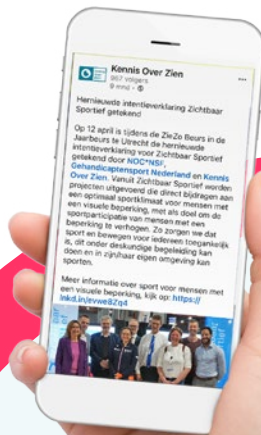 Kennis Over Zien
967 volgers
9 mnd •
Hernieuwde intentieverklaring Zichtbaar
Sportief getekend
Op 12 april is tijdens de ZieZo Beurs in de
Jaarbeurs te Utrecht de hernieuwde
intentieverklaring voor Zichtbaar Sportief
getekend door NOC*NSF,
Gehandicaptensport Nederland en Kennis
Over Zien. Vanuit Zichtbaar Sportief worden
projecten uitgevoerd die direct bijdragen aan
een optimaal sportklimaat voor mensen met
een visuele beperking, met als doel om de
sportparticipatie van mensen met een
beperking te verhogen. Zo zorgen we dat
sport en bewegen voor iedereen toegankelijk
is, dit onder deskundige begeleiding kan
doen en in zijn/haar eigen omgeving kan
sporten.
Meer informatie over sport voor mensen met
een visuele beperking, kijk op: https://
lnkd.in/evwe8Zq4